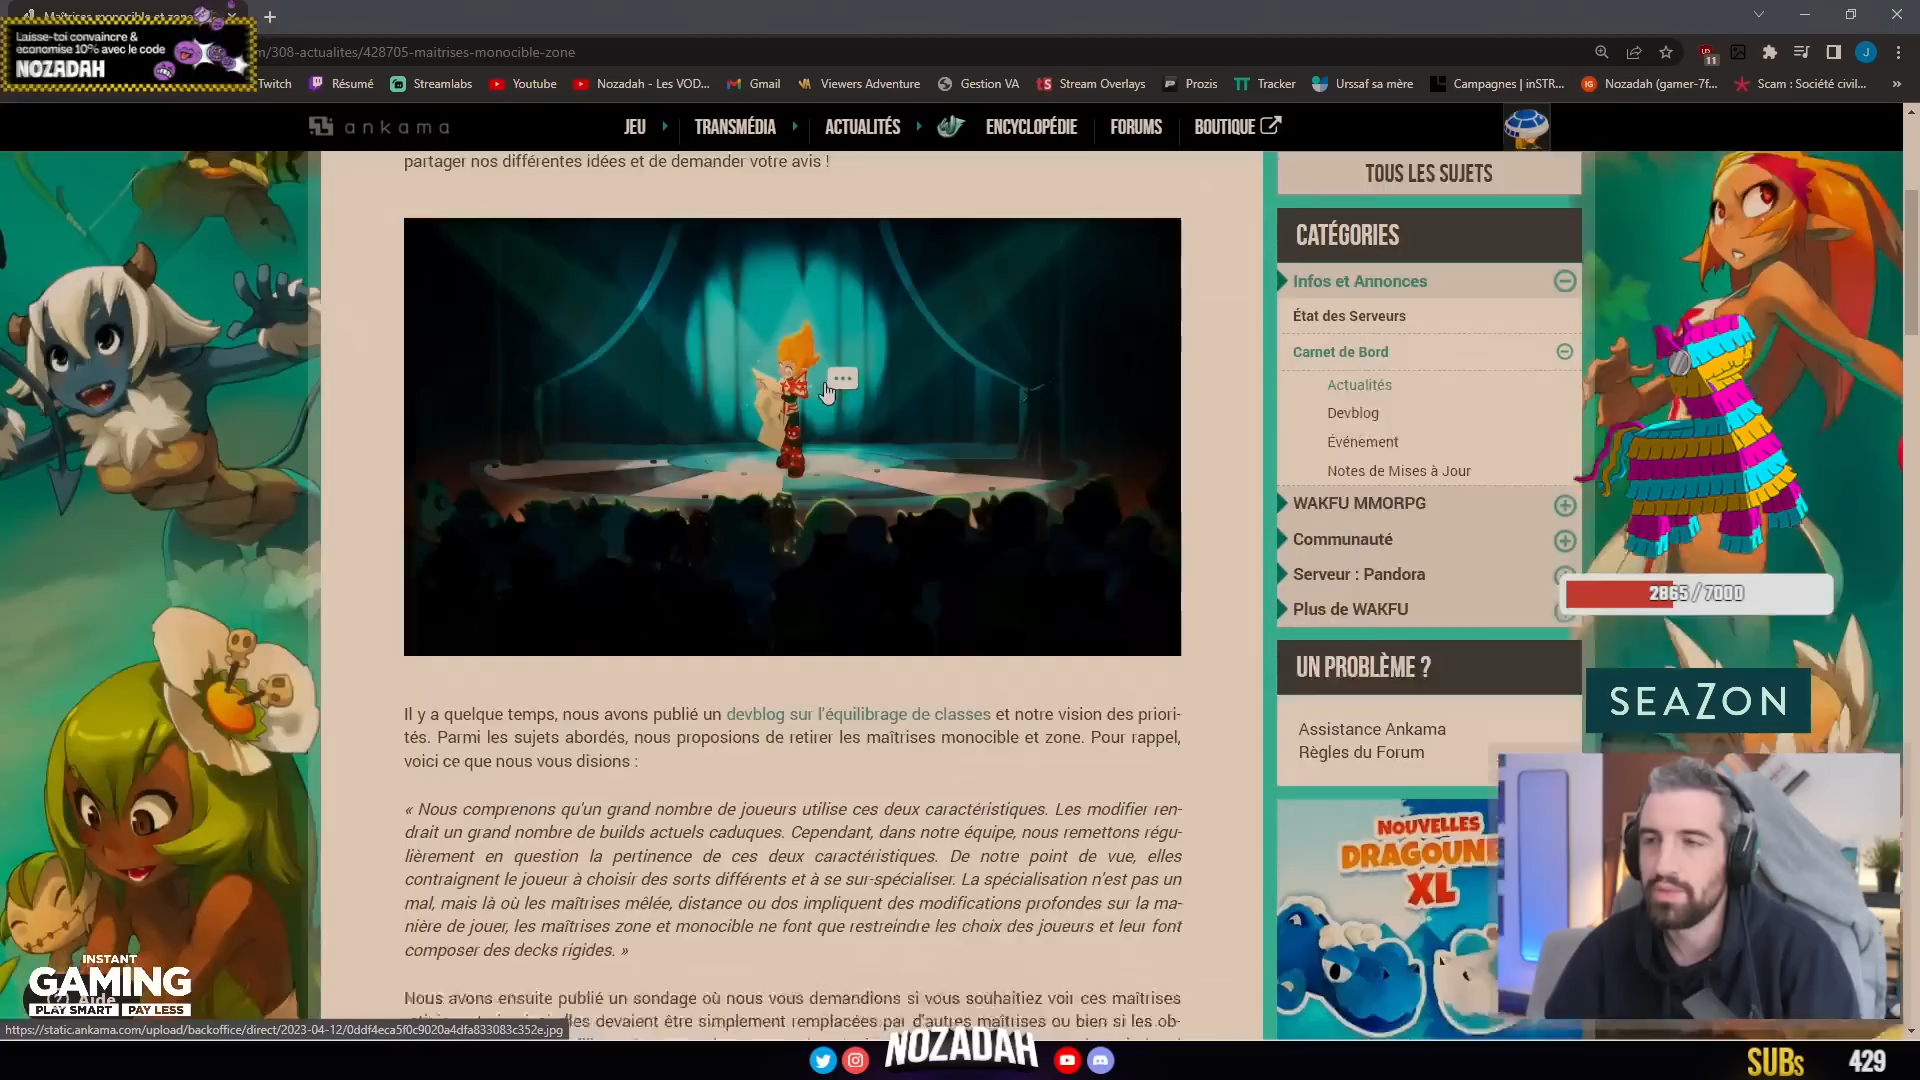 Laisse-toi convaincre &
économise 10% avec le code
NOZADAH
/308-actualites/428705-maitrises-monocible-zone
11
J
Twitch
Résumé
Streamlabs
Youtube
Nozadah - Les VOD...
Gmail
Viewers Adventure
Gestion VA
Stream Overlays
Prozis
Tracker
Urssaf sa mère
Campagnes | inSTR...
Nozadah (gamer-7f...
Scam : Société civil...
»
ankama
JEU
TRANSMÉDIA
ACTUALITÉS
ENCYCLOPÉDIE
FORUMS
BOUTIQUE
partager nos différentes idées et de demander votre avis !
Il y a quelque temps, nous avons publié un devblog sur l'équilibrage de classes et notre vision des priori-
tés. Parmi les sujets abordés, nous proposions de retirer les maîtrises monocible et zone. Pour rappel,
voici ce que nous vous disions :
« Nous comprenons qu'un grand nombre de joueurs utilise ces deux caractéristiques. Les modifier ren-
drait un grand nombre de builds actuels caduques. Cependant, dans notre équipe, nous remettons régu-
lièrement en question la pertinence de ces deux caractéristiques. De notre point de vue, elles
contraignent le joueur à choisir des sorts différents et à se sur-spécialiser. La spécialisation n'est pas un
mal, mais là où les maîtrises mêlée, distance ou dos impliquent des modifications profondes sur la ma-
nière de jouer, les maîtrises zone et monocible ne font que restreindre les choix des joueurs et leur font
composer des decks rigides. »
Nous avons ensuite publié un sondage où nous vous demandions si vous souhaitiez voir ces maîtrises
devaient être simplement remplacées par d'autres maîtrises ou bien si les ob-
TOUS LES SUJETS
CATÉGORIES
Infos et Annonces
État des Serveurs
Carnet de Bord
Actualités
Devblog
Événement
Notes de Mises à Jour
WAKFU MMORPG
Communauté
Serveur : Pandora
Plus de WAKFU
2865 / 7000
UN PROBLÈME ?
Assistance Ankama
Règles du Forum
SEAZON
NOUVELLES
DRAGOUN
XL
INSTANT
GAMING
PLAY SMART PAY LESS
Aide
https://static.ankama.com/upload/backoffice/direct/2023-04-12/0ddf4eca5f0c9020a4dfa833083c352e.jpg
NOZADAH
SUBs 429